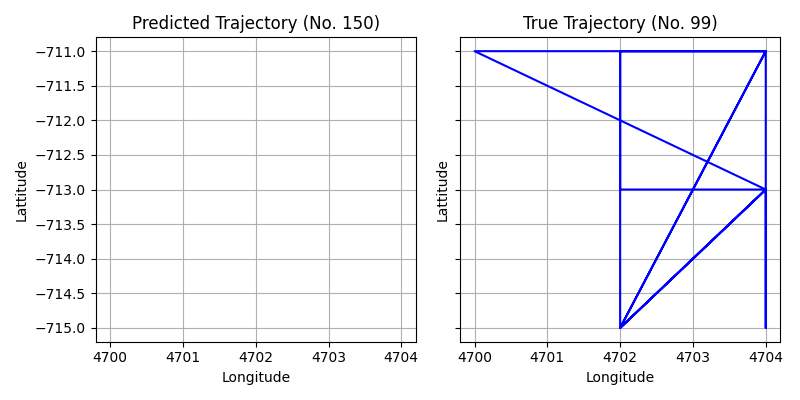 Predicted Trajectory (No. 150)
True Trajectory (No. 99)
Lattitude
−711.0
−711.5
−712.0
−712.5
−713.0
−713.5
−714.0
−714.5
−715.0
4700 4701 4702 4703 4704
Longitude
Lattitude
4700 4701 4702 4703 4704
Longitude